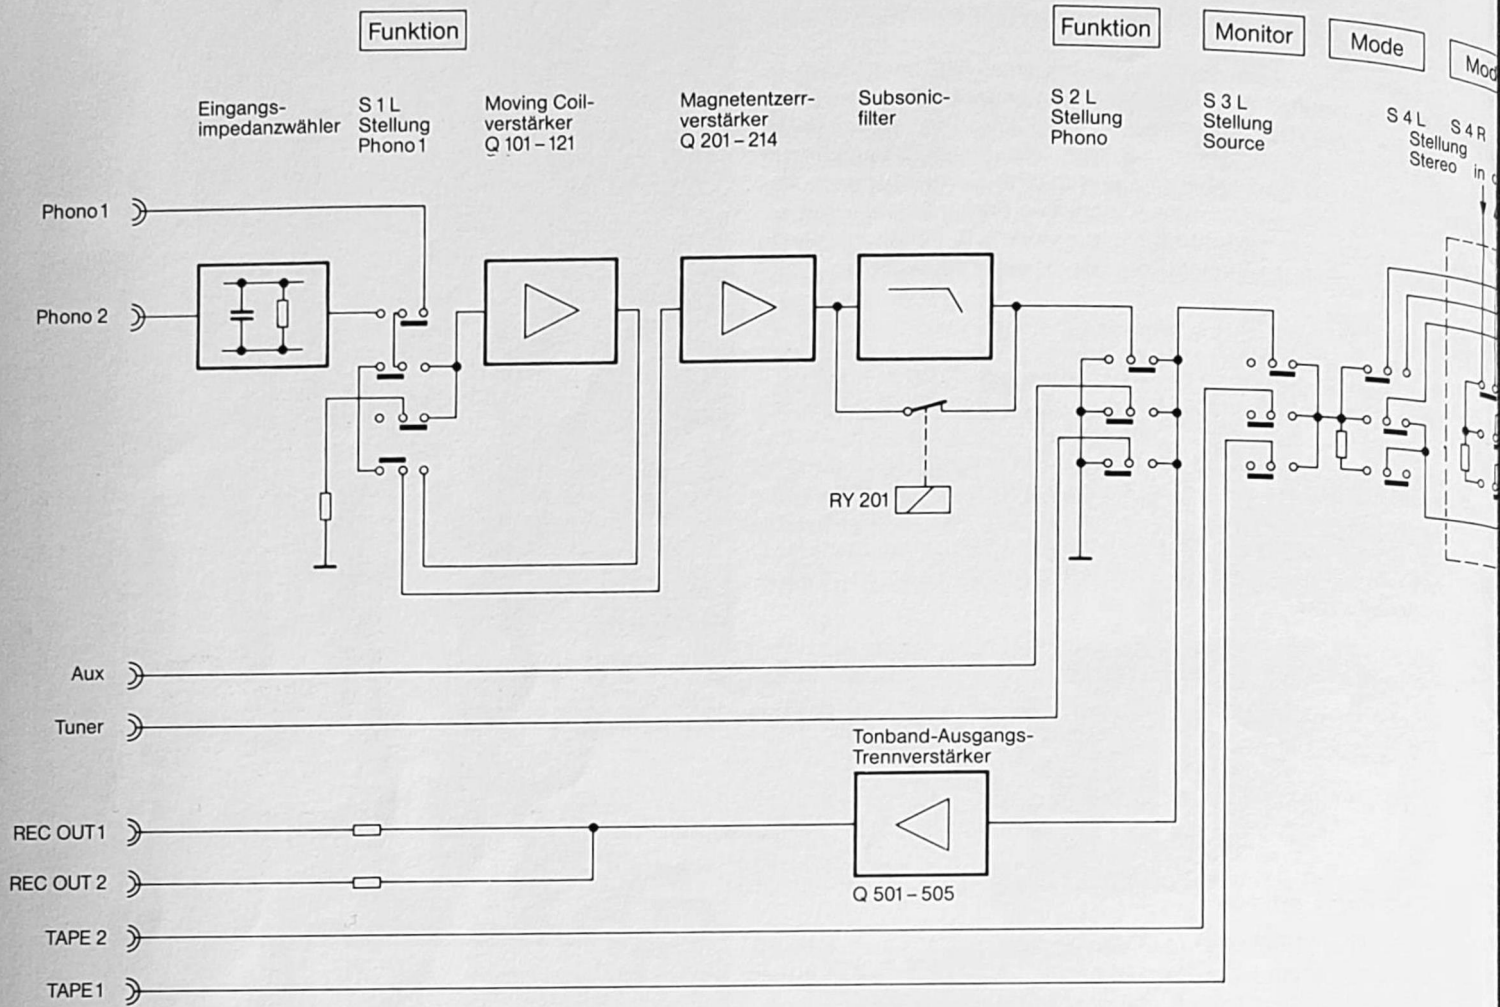 Funktion
Funktion
Monitor
Mode
Eingangs-
impedanzwähler
S 1 L
Stellung
Phono 1
Moving Coil-
verstärker
Q 101 – 121
Magnetentzerr-
verstärker
Q 201 – 214
Subsonic-
filter
S 2 L
Stellung
Phono
S 3 L
Stellung
Source
S 4 L
S 4 R
Stellung
Stereo
in
Phono 1
Phono 2
RY 201
Aux
Tuner
Tonband-Ausgangs-
Trennverstärker
REC OUT 1
REC OUT 2
Q 501 – 505
TAPE 2
TAPE 1